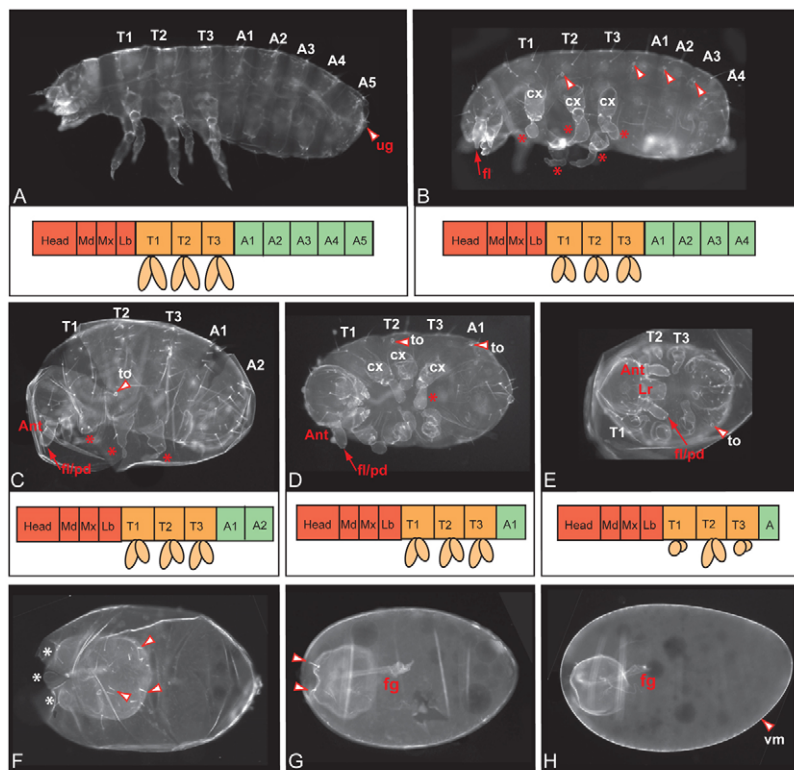 T1 T2 T3 A1 A2 A3 A4 A5
ug
A
T1 T2 T3 A1 A2 A3 A4
cx cx cx
* * * * *
fl
B
Head Md Mx Lb T1 T2 T3 A1 A2 A3 A4 A5
Head Md Mx Lb T1 T2 T3 A1 A2 A3 A4
T1 T2 T3 A1 A2
to
Ant
* * *
fl/pd
C
T1 T2 T3 A1
to to
cx cx cx
*
Ant
fl/pd
D
T2 T3
Ant
Lr
T1
to
fl/pd
E
Head Md Mx Lb T1 T2 T3 A1 A2
Head Md Mx Lb T1 T2 T3 A1
Head Md Mx Lb T1 T2 T3 A
* * *
F
fg
G
fg
vm
H